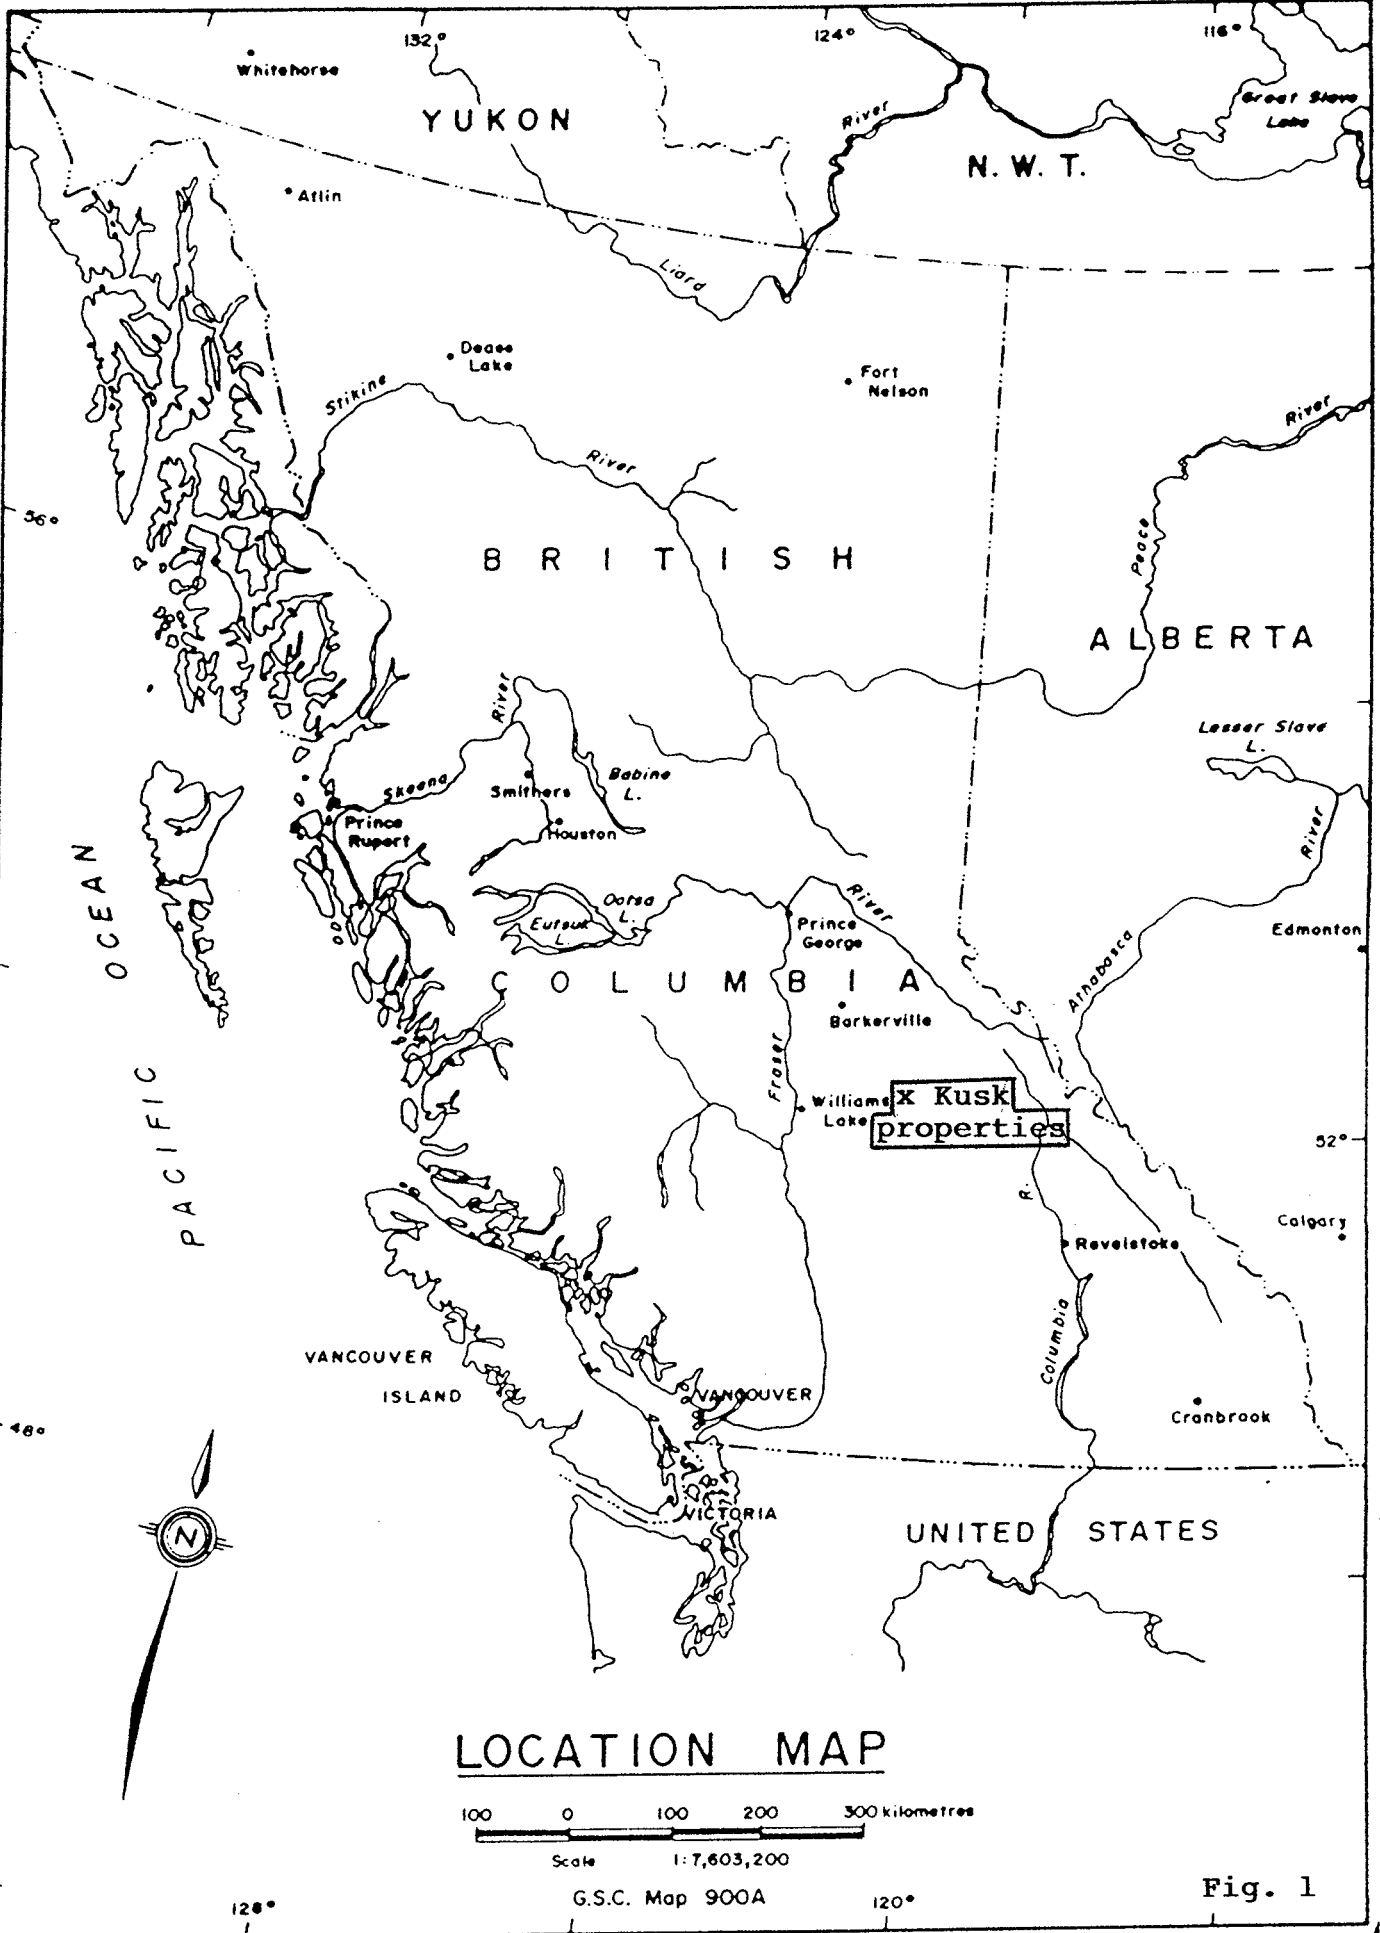 132°
124°
116°
Whitehorse
YUKON
River
Great Slave
Lake
N. W. T.
Atlin
Liard
Dease
Lake
Fort
Nelson
Stikine
River
River
56°
BRITISH
Peace
ALBERTA
River
Lesser Slave
L.
Skeena
Smithers
Babine
L.
Houston
Prince
Rupert
River
OCEAN
Ootsa
L.
Eutsuk
L.
River
Prince
George
Edmonton
COLUMBIA
Athabasca
Barkerville
Fraser
PACIFIC
Williams
Lake
x Kusk
properties
52°
R.
Calgary
Revelstoke
Columbia
VANCOUVER
ISLAND
VANCOUVER
Cranbrook
48°
N
VICTORIA
UNITED STATES
LOCATION MAP
100 0 100 200 300 kilometres
Scale 1:7,603,200
G.S.C. Map 900A
Fig. 1
128°
120°